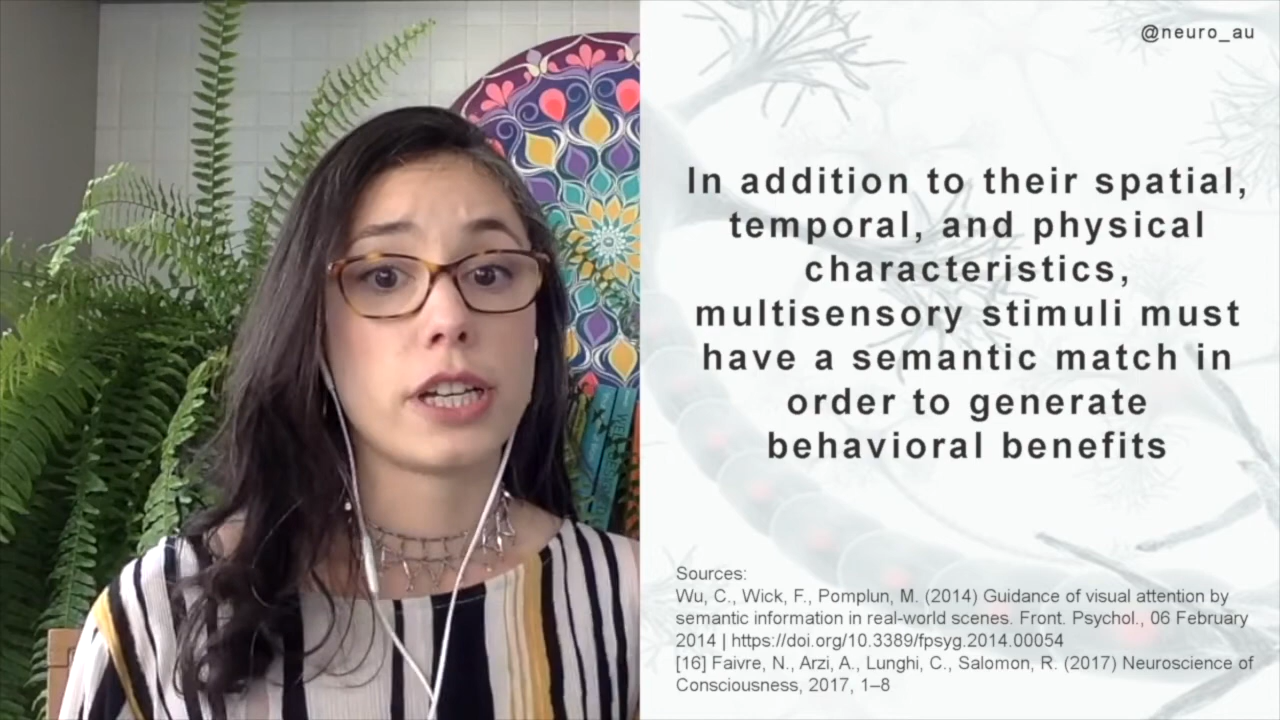 @neuro_au
In addition to their spatial,
temporal, and physical
characteristics,
multisensory stimuli must
have a semantic match in
order to generate
behavioral benefits
Sources:
Wu, C., Wick, F., Pomplun, M. (2014) Guidance of visual attention by
semantic information in real-world scenes. Front. Psychol., 06 February
2014 | https://doi.org/10.3389/fpsyg.2014.00054
[16] Faivre, N., Arzi, A., Lunghi, C., Salomon, R. (2017) Neuroscience of
Consciousness, 2017, 1–8